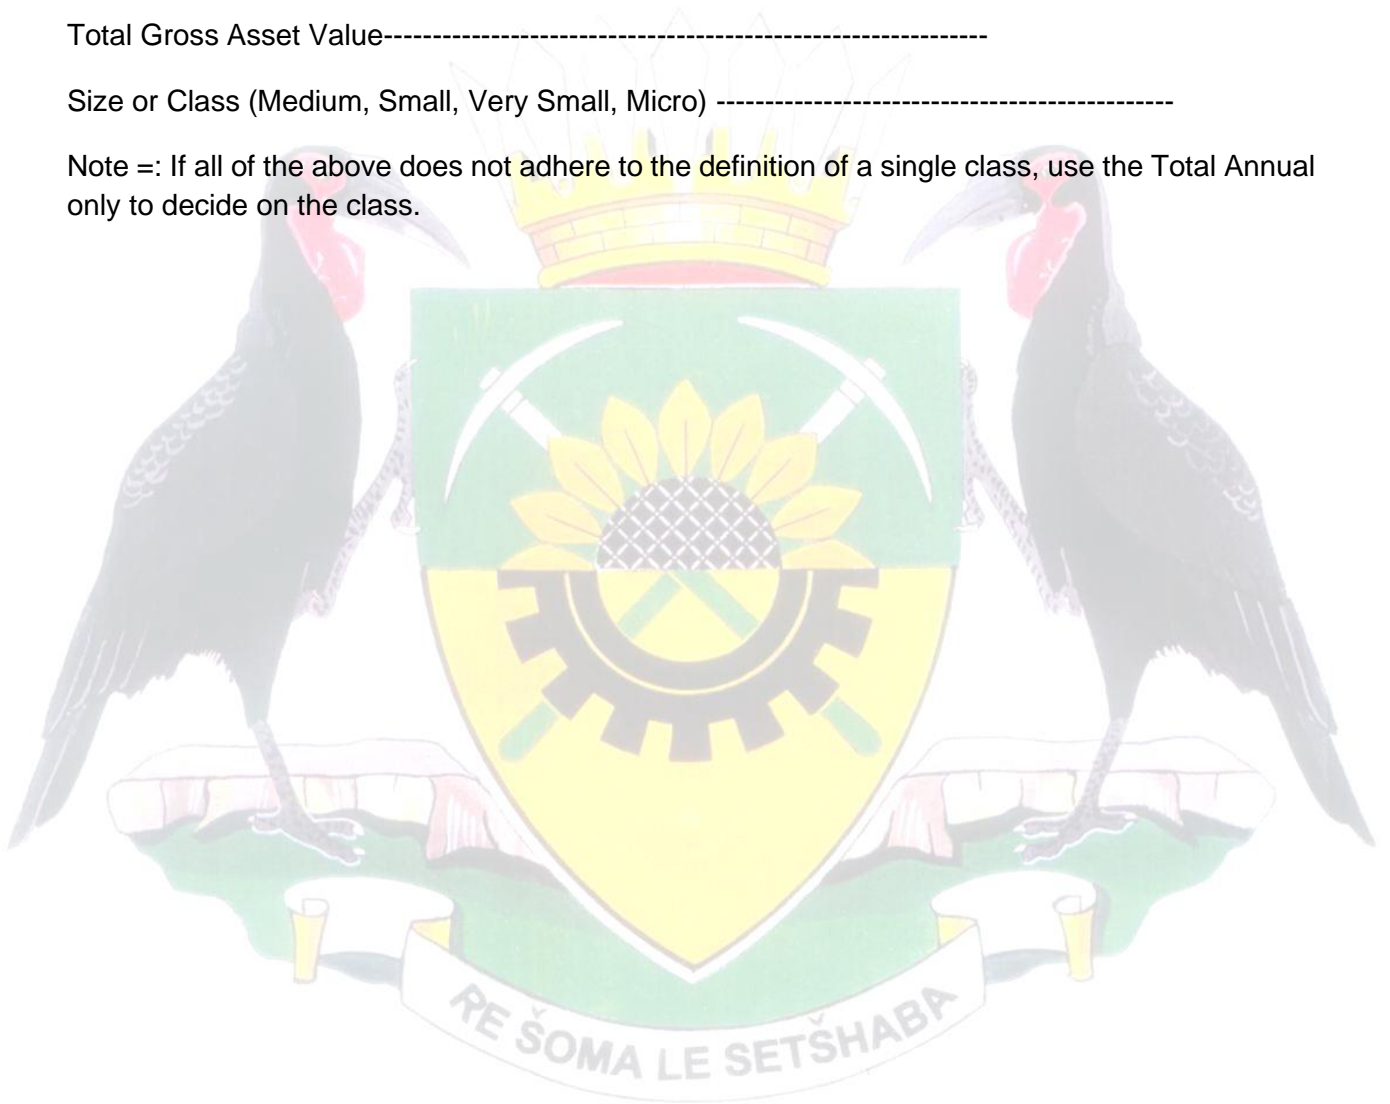 Total Gross Asset Value--------------------------------------------------------------
Size or Class (Medium, Small, Very Small, Micro) -----------------------------------------------
Note =: If all of the above does not adhere to the definition of a single class, use the Total Annual
only to decide on the class.
RE ŠOMA LE SETŠHABA